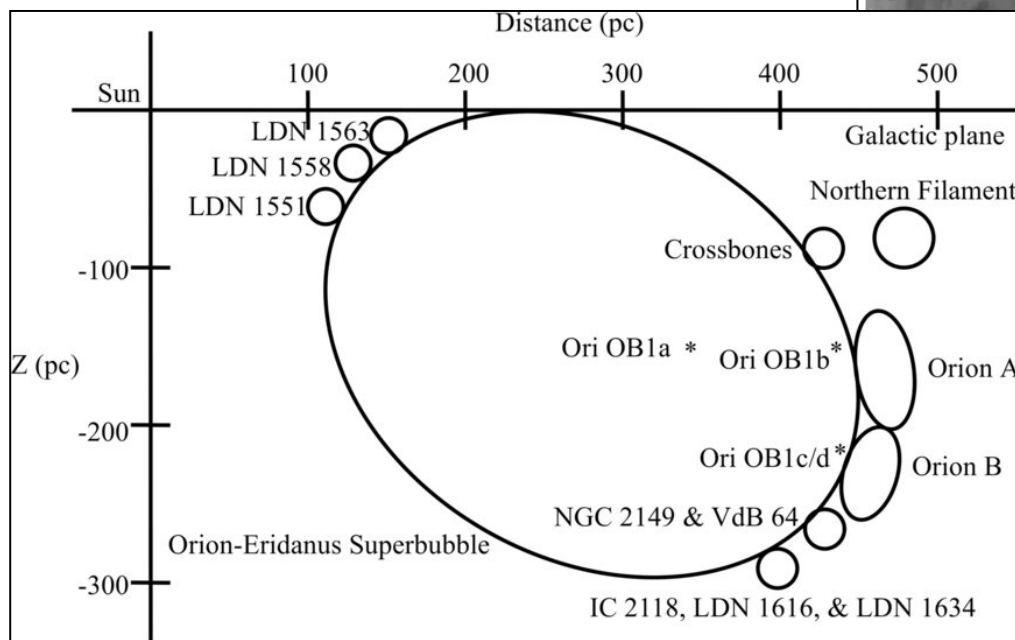 Distance (pc)
Sun
100 200 300 400 500
LDN 1563
Galactic plane
LDN 1558
Northern Filament
LDN 1551
Crossbones
-100
Ori OB1a * Ori OB1b *
Z (pc)
Orion A
-200
Ori OB1c/d *
Orion B
NGC 2149 & VdB 64
Orion-Eridanus Superbubble
-300
IC 2118, LDN 1616, & LDN 1634